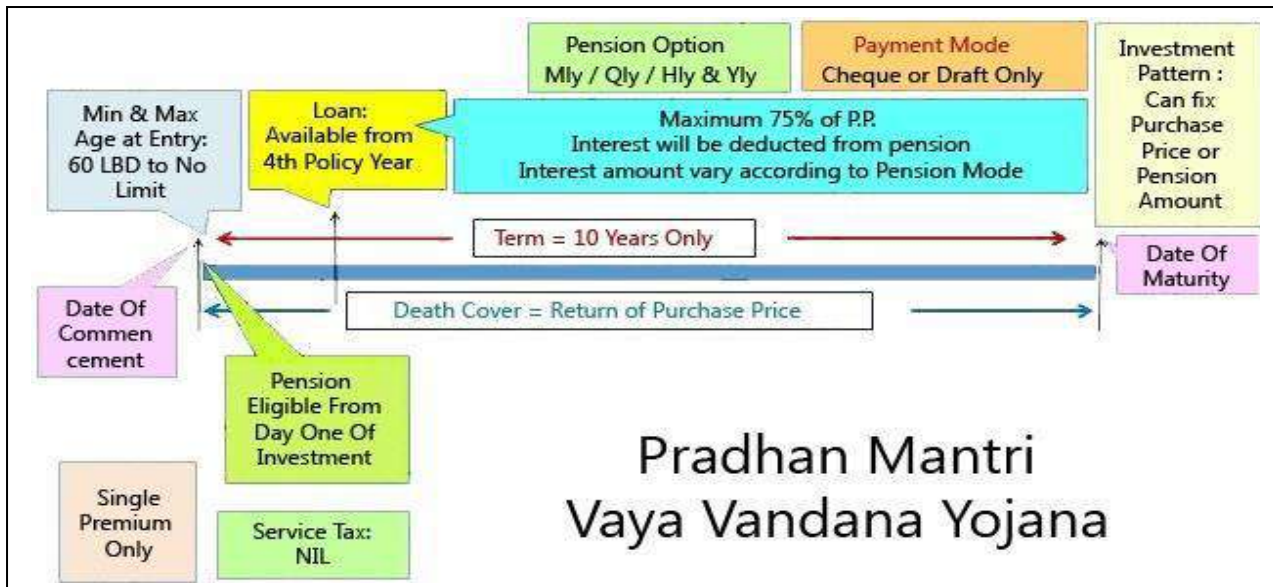 Pension Option
Mly / Qly / Hly & Yly
Payment Mode
Cheque or Draft Only
Investment
Pattern :
Can fix
Purchase
Price or
Pension
Amount
Min & Max
Age at Entry:
60 LBD to No
Limit
Loan:
Available from
4th Policy Year
Maximum 75% of P.P.
Interest will be deducted from pension
Interest amount vary according to Pension Mode
Term = 10 Years Only
Date Of
Maturity
Death Cover = Return of Purchase Price
Date Of
Commen
cement
Pension
Eligible From
Day One Of
Investment
Single
Premium
Only
Service Tax:
NIL
Pradhan Mantri
Vaya Vandana Yojana